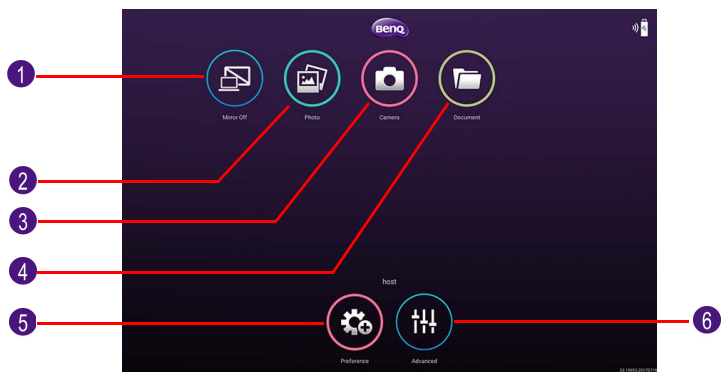 BenQ
1
Mirror Off
Photo
Camera
Document
2
3
4
host
5
6
Preference
Advanced